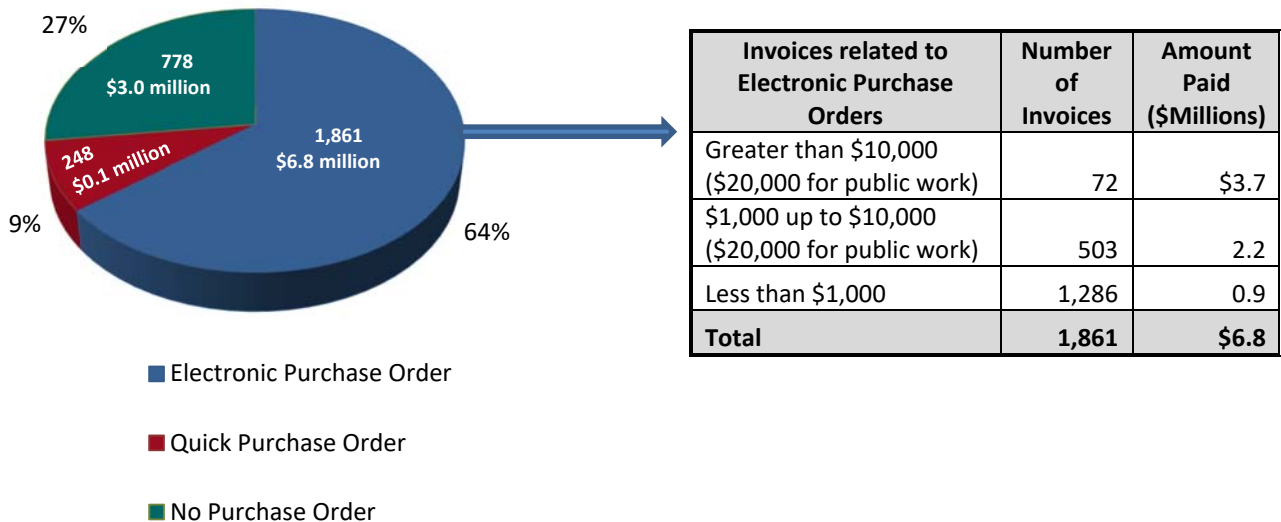 27%
778
$3.0 million
248
$0.1 million
1,861
$6.8 million
9%
64%
Electronic Purchase Order
Quick Purchase Order
No Purchase Order
Invoices related to Number Amount
Electronic Purchase of Paid
Orders Invoices ($Millions)
Greater than $10,000
($20,000 for public work) 72 $3.7
$1,000 up to $10,000
($20,000 for public work) 503 2.2
Less than $1,000 1,286 0.9
Total 1,861 $6.8